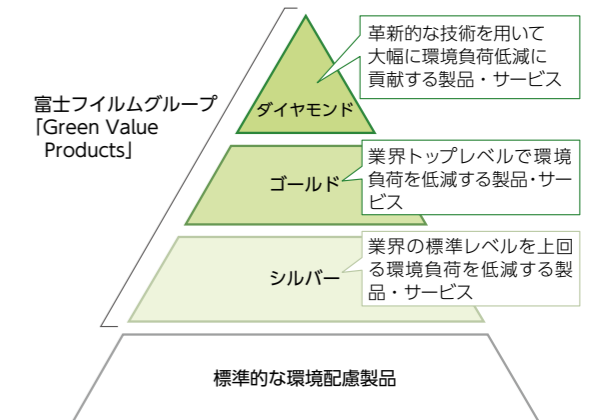 革新的な技術を用いて
大幅に環境負荷低減に
貢献する製品・サービス
富士フイルムグループ
「Green Value
Products」
ダイヤモンド
業界トップレベルで環境
負荷を低減する製品・サー
ビス
ゴールド
業界の標準レベルを上回
る環境負荷を低減する製
品・サービス
シルバー
標準的な環境配慮製品